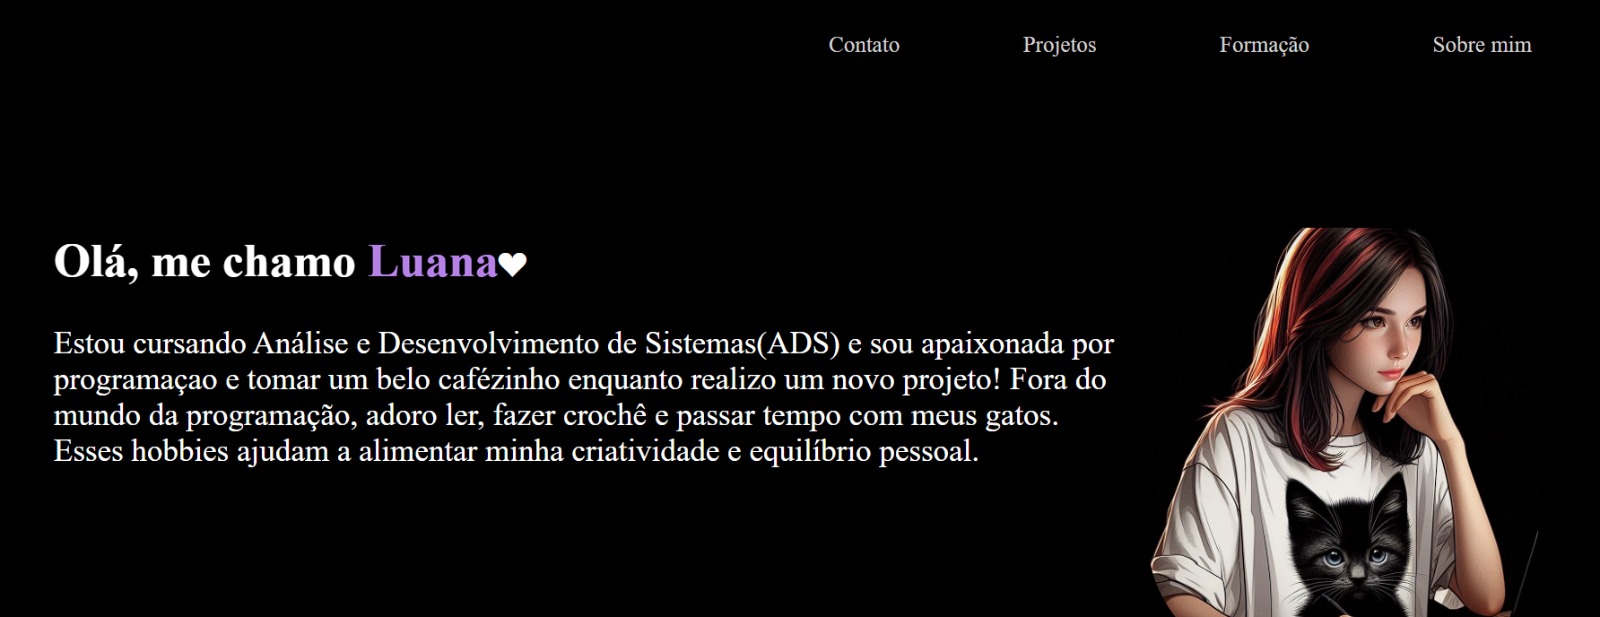 Contato Projetos Formação Sobre mim
Olá, me chamo Luana♥
Estou cursando Análise e Desenvolvimento de Sistemas(ADS) e sou apaixonada por
programaçao e tomar um belo cafézinho enquanto realizo um novo projeto! Fora do
mundo da programação, adoro ler, fazer crochê e passar tempo com meus gatos.
Esses hobbies ajudam a alimentar minha criatividade e equilíbrio pessoal.